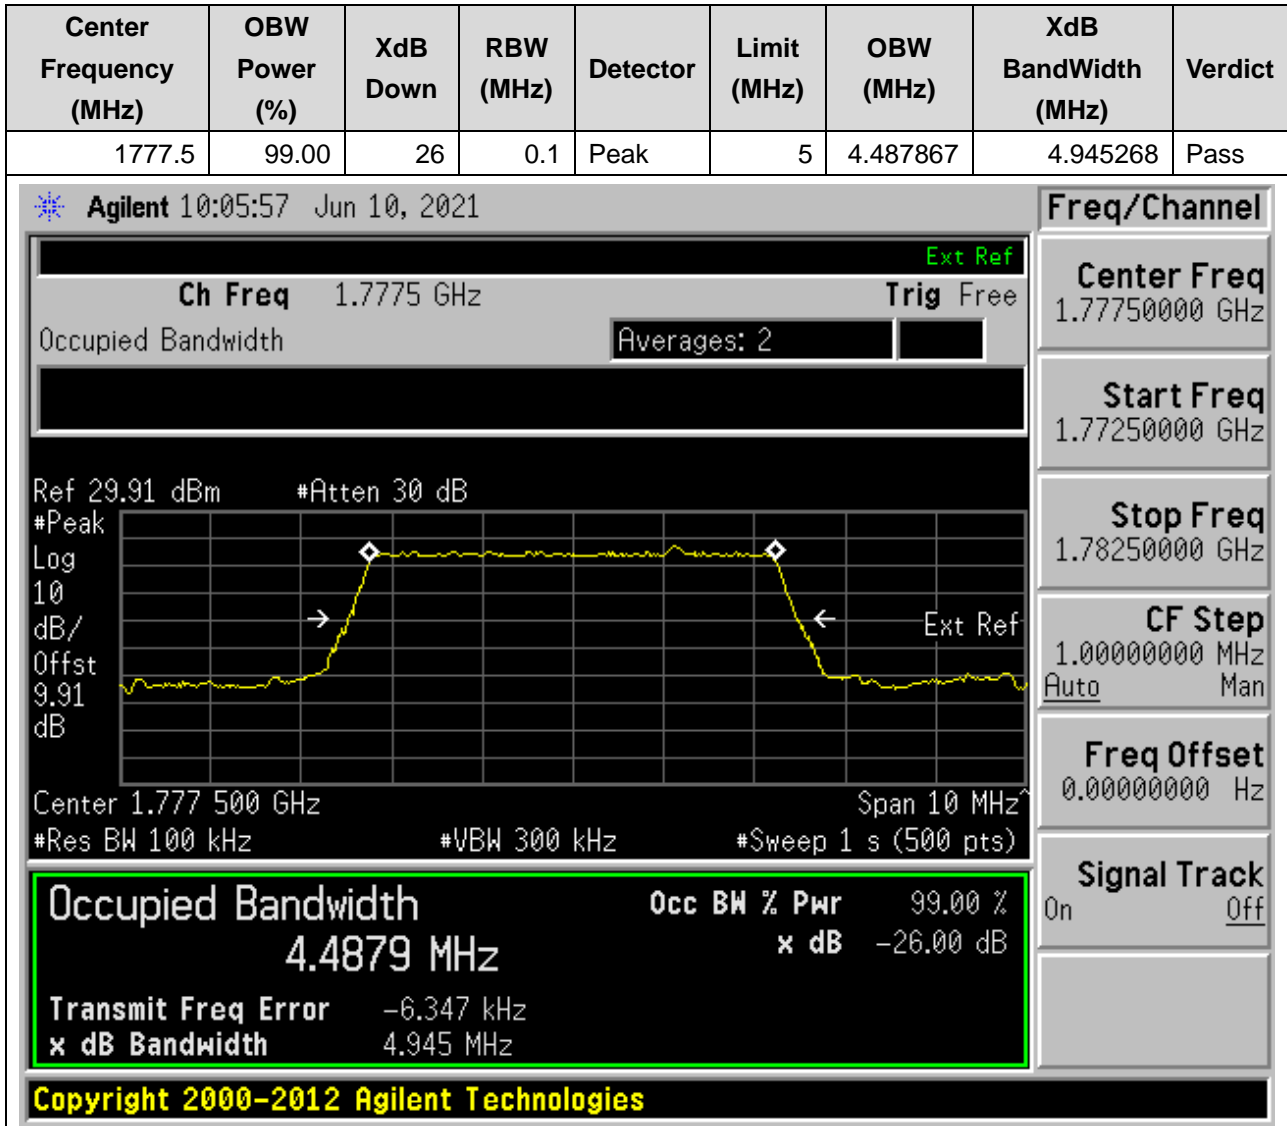 Center Frequency (MHz) OBW Power (%) XdB Down RBW (MHz) Detector Limit (MHz) OBW (MHz) XdB BandWidth (MHz) Verdict
1777.5 99.00 26 0.1 Peak 5 4.487867 4.945268 Pass
Agilent 10:05:57 Jun 10, 2021
Freq/Channel
Ext Ref
Ch Freq 1.7775 GHz Trig Free
Occupied Bandwidth Averages: 2
Center Freq
1.77750000 GHz
Start Freq
1.77250000 GHz
Stop Freq
1.78250000 GHz
CF Step
1.00000000 MHz
Auto Man
Freq Offset
0.00000000 Hz
Signal Track
On Off
Ref 29.91 dBm #Atten 30 dB
#Peak
Log
10
dB/
Offst
9.91
dB
Ext Ref
Center 1.777 500 GHz Span 10 MHz^
#Res BW 100 kHz #VBW 300 kHz #Sweep 1 s (500 pts)
Occupied Bandwidth Occ BW % Pwr 99.00 %
4.4879 MHz x dB -26.00 dB
Transmit Freq Error -6.347 kHz
x dB Bandwidth 4.945 MHz
Copyright 2000-2012 Agilent Technologies